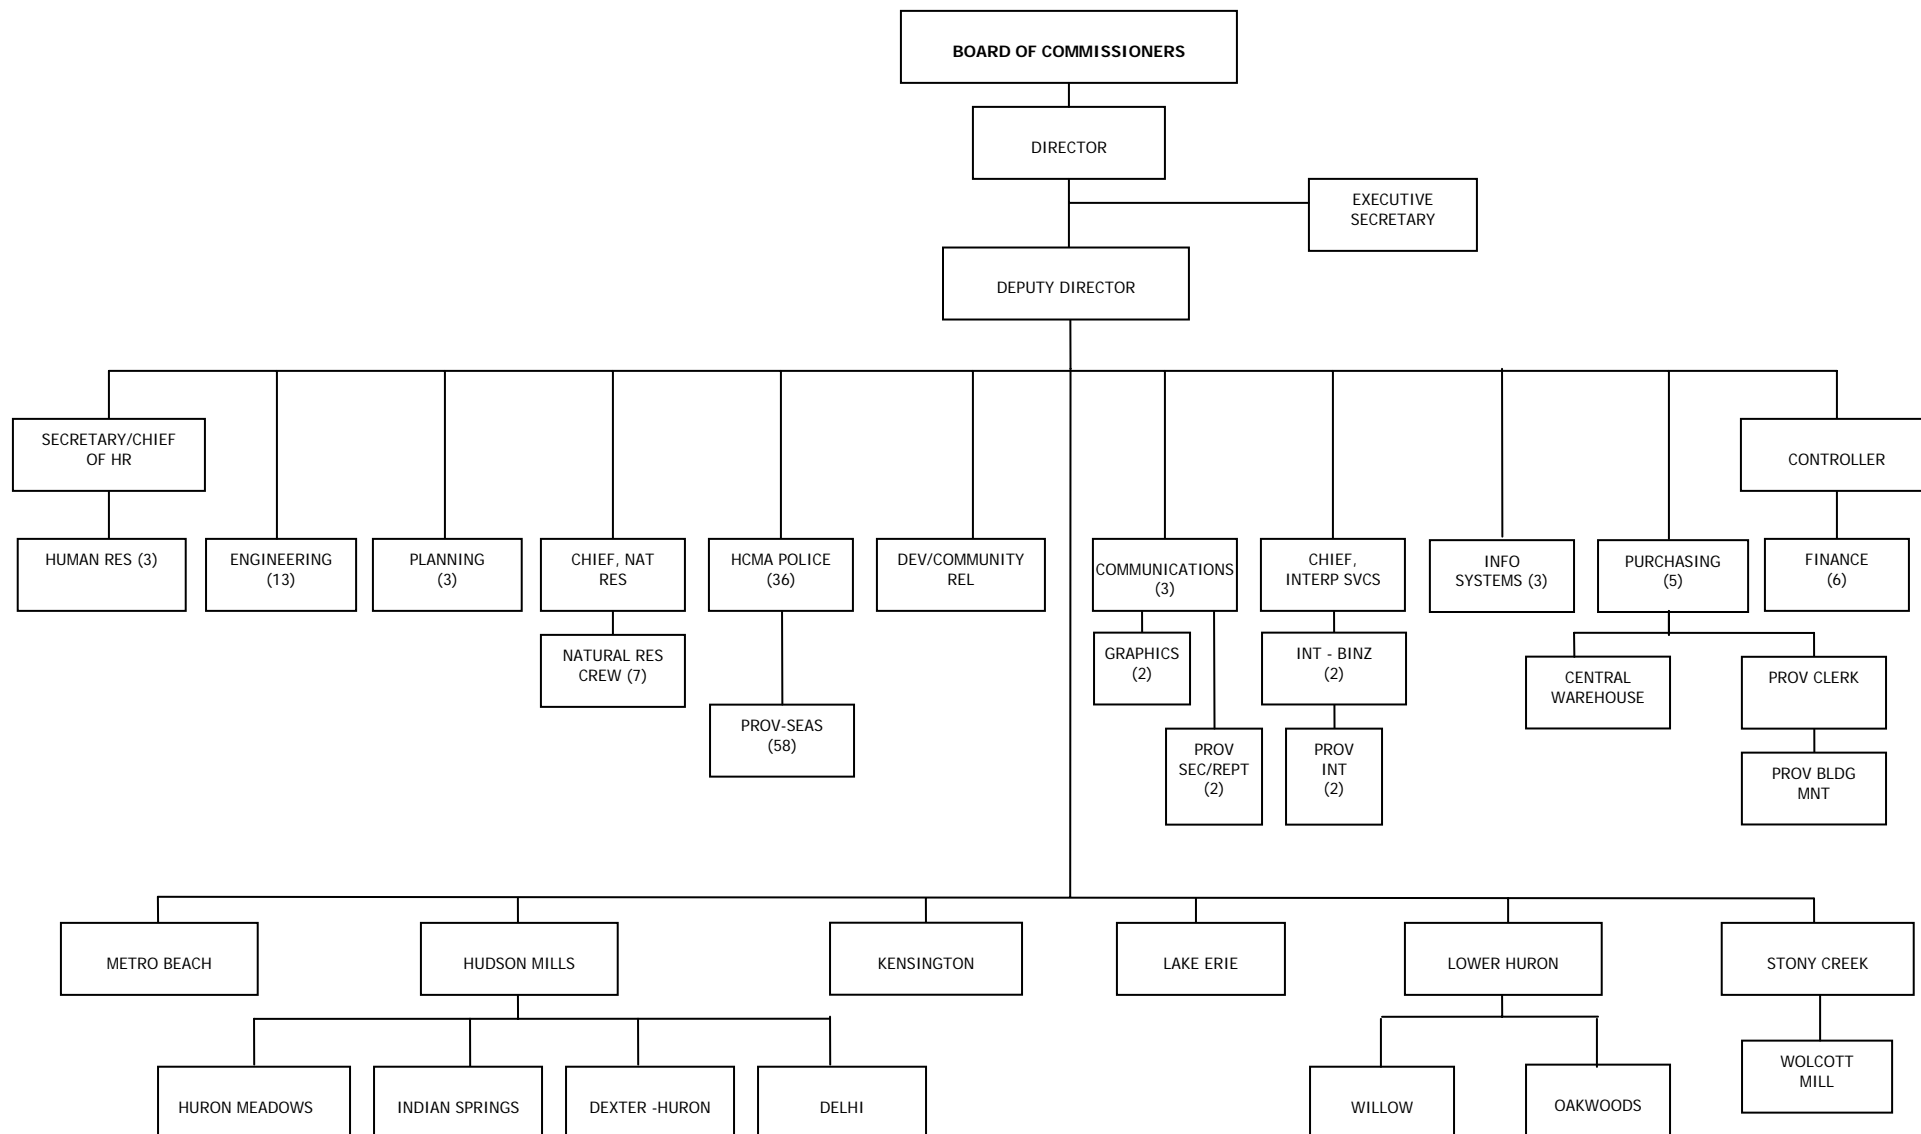 BOARD OF COMMISSIONERS
DIRECTOR
EXECUTIVE
SECRETARY
DEPUTY DIRECTOR
SECRETARY/CHIEF
OF HR
CONTROLLER
HUMAN RES (3)
ENGINEERING
(13)
PLANNING
(3)
CHIEF, NAT
RES
HCMA POLICE
(36)
DEV/COMMUNITY
REL
COMMUNICATIONS
(3)
CHIEF,
INTERP SVCS
INFO
SYSTEMS (3)
PURCHASING
(5)
FINANCE
(6)
NATURAL RES
CREW (7)
GRAPHICS
(2)
INT - BINZ
(2)
CENTRAL
WAREHOUSE
PROV CLERK
PROV-SEAS
(58)
PROV
SEC/REPT
(2)
PROV
INT
(2)
PROV BLDG
MNT
METRO BEACH
HUDSON MILLS
KENSINGTON
LAKE ERIE
LOWER HURON
STONY CREEK
WOLCOTT
MILL
HURON MEADOWS
INDIAN SPRINGS
DEXTER -HURON
DELHI
WILLOW
OAKWOODS